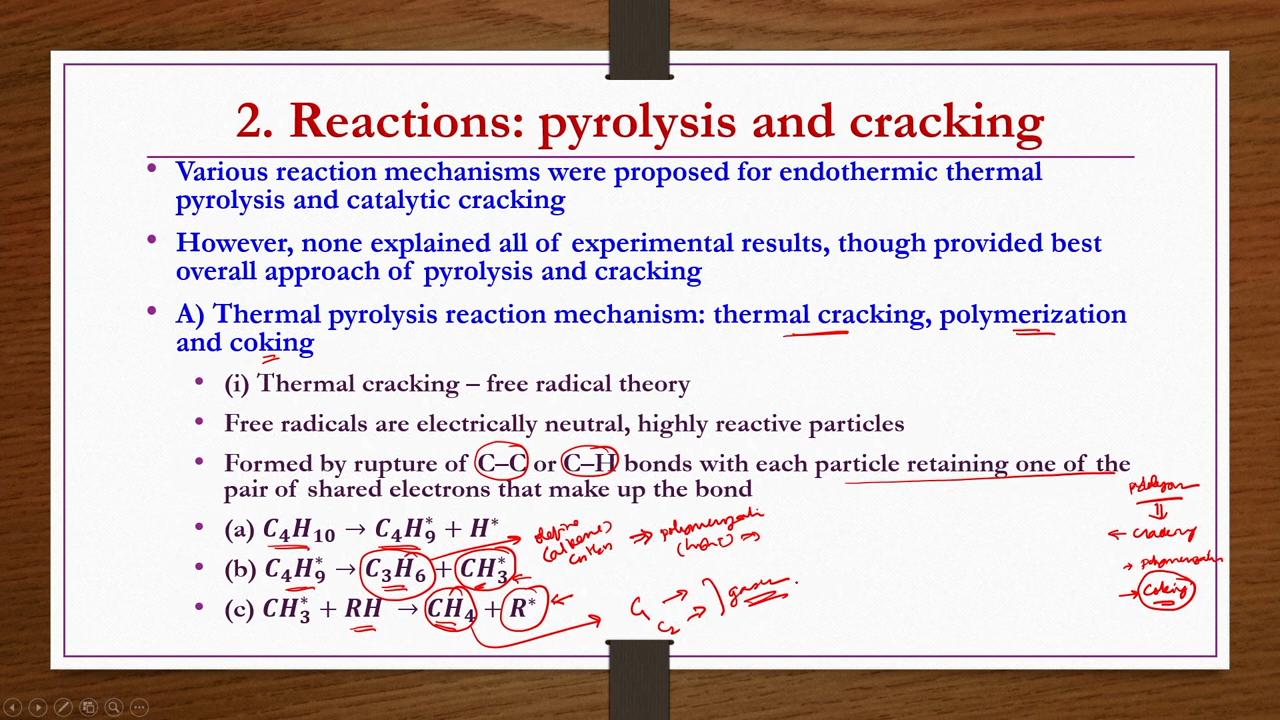 2. Reactions: pyrolysis and cracking
• Various reaction mechanisms were proposed for endothermic thermal
pyrolysis and catalytic cracking
• However, none explained all of experimental results, though provided best
overall approach of pyrolysis and cracking
• A) Thermal pyrolysis reaction mechanism: thermal cracking, polymerization
and coking
• (i) Thermal cracking – free radical theory
• Free radicals are electrically neutral, highly reactive particles
• Formed by rupture of C–C or C–H bonds with each particle retaining one of the
pair of shared electrons that make up the bond
• (a) C₄H₁₀ → C₄H₉* + H*
• (b) C₄H₉* → C₃H₆ + CH₃*
• (c) CH₃* + RH → CH₄ + R*
C₁ →
C₂ →
cracking
Coking